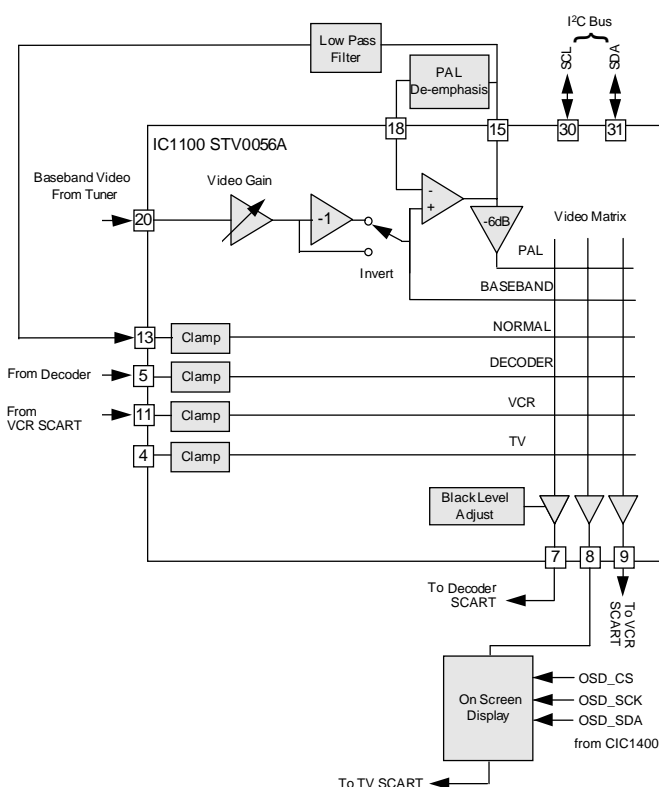 I²C Bus
Low Pass
Filter
PAL
De-emphasis
SCL
SDA
18
15
30
31
IC1100 STV0056A
Baseband Video
From Tuner
Video Gain
20
-1
-
+
-6dB
Video Matrix
Invert
PAL
BASEBAND
NORMAL
13
Clamp
DECODER
From Decoder
5
Clamp
VCR
From
VCR SCART
11
Clamp
TV
4
Clamp
Black Level
Adjust
7
8
9
To Decoder
SCART
To VCR
SCART
On Screen
Display
OSD_CS
OSD_SCK
OSD_SDA
from CIC1400
To TV SCART